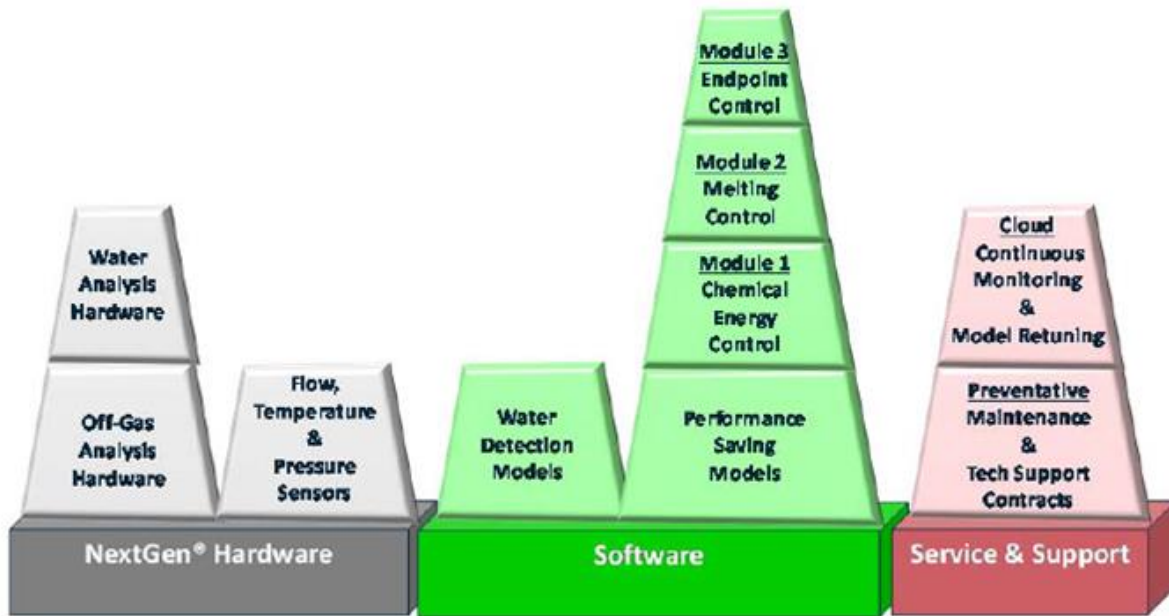 Water
Analysis
Hardware
Off-Gas
Analysis
Hardware
Flow,
Temperature
&
Pressure
Sensors
NextGen® Hardware
Water
Detection
Models
Module 3
Endpoint
Control
Module 2
Melting
Control
Module 1
Chemical
Energy
Control
Performance
Saving
Models
Software
Cloud
Continuous
Monitoring
&
Model Retuning
Preventative
Maintenance
&
Tech Support
Contracts
Service & Support